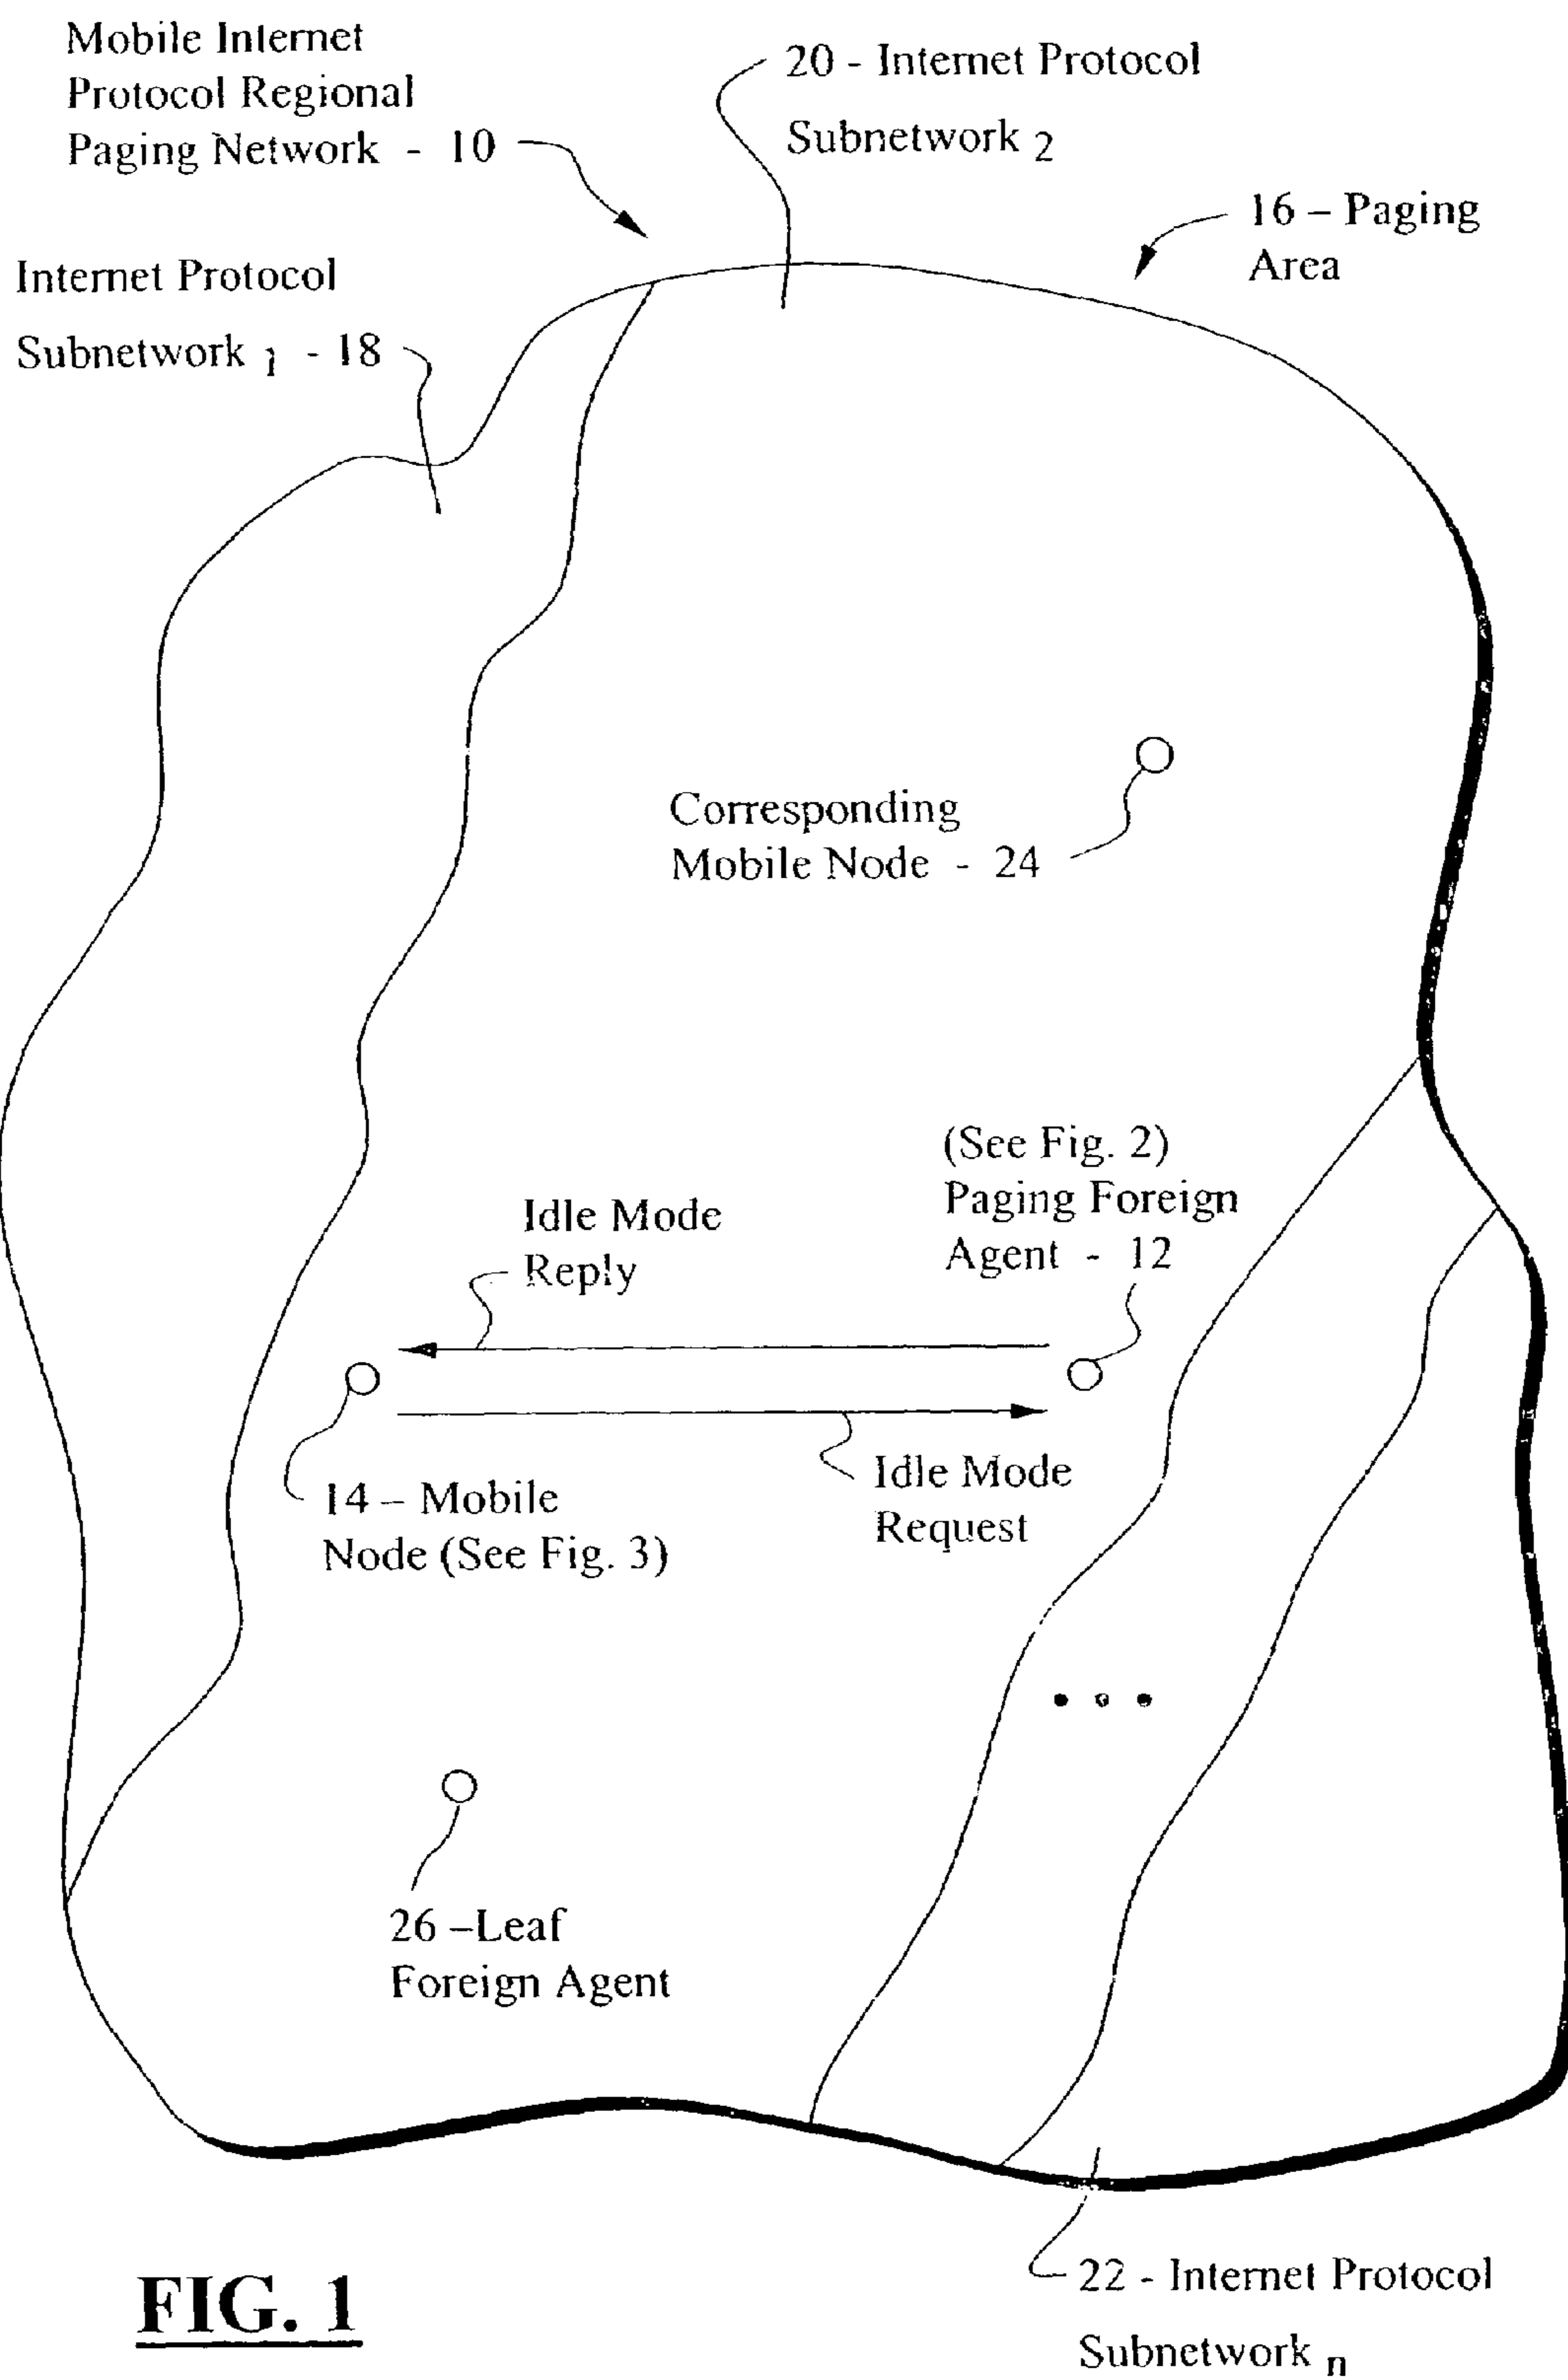 Mobile Internet
Protocol Regional
Paging Network - 10
20 - Internet Protocol
Subnetwork 2
16 – Paging
Area
Internet Protocol
Subnetwork 1 - 18
Corresponding
Mobile Node - 24
(See Fig. 2)
Paging Foreign
Agent - 12
Idle Mode
Reply
Idle Mode
Request
14 – Mobile
Node (See Fig. 3)
• • •
26 –Leaf
Foreign Agent
22 - Internet Protocol
Subnetwork n
FIG. 1